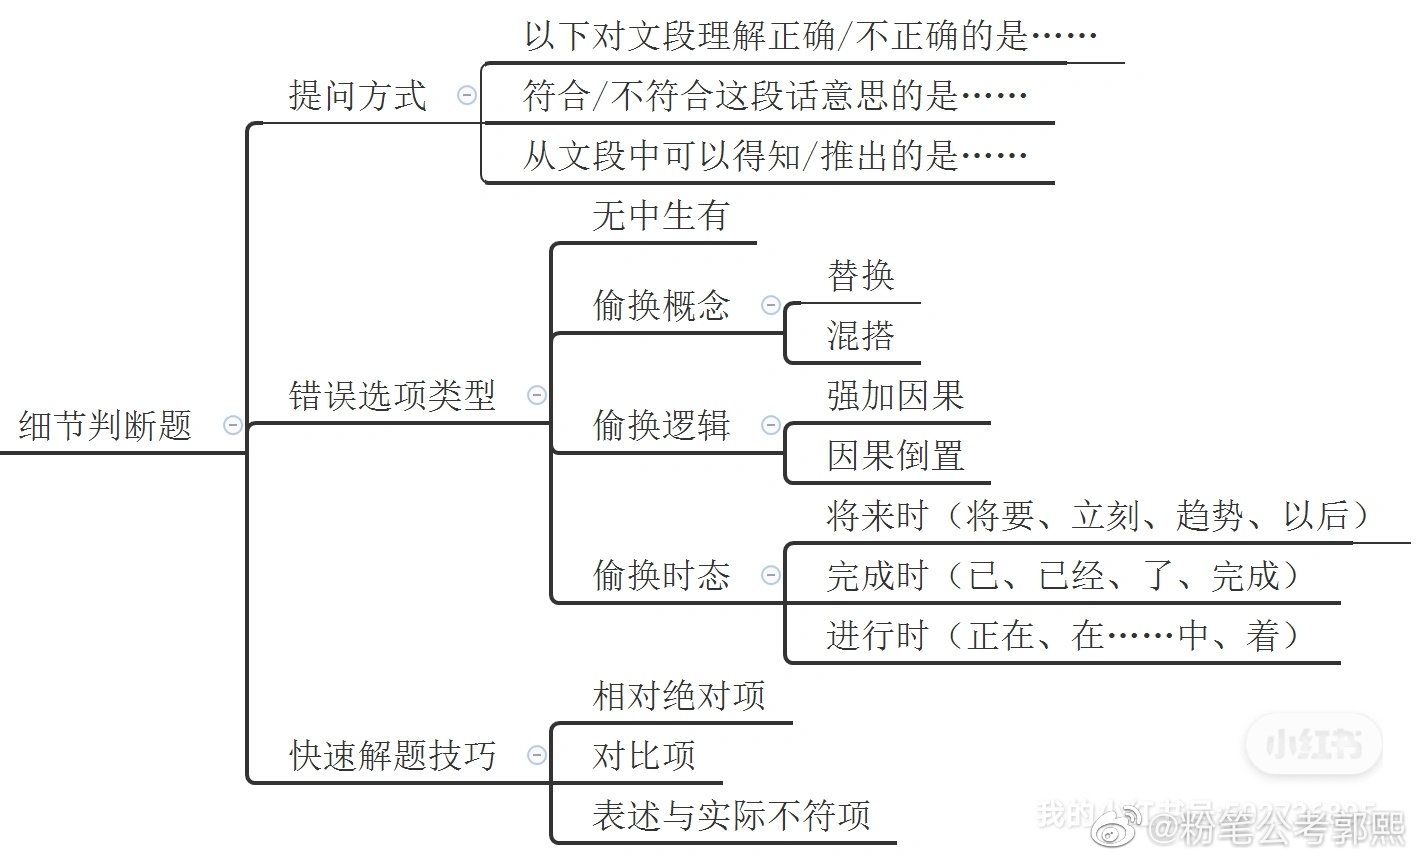 以下对文段理解正确/不正确的是……
提问方式
符合/不符合这段话意思的是……
从文段中可以得知/推出的是……
无中生有
替换
偷换概念
混搭
错误选项类型
强加因果
细节判断题
偷换逻辑
因果倒置
将来时（将要、立刻、趋势、以后）
偷换时态
完成时（已、已经、了、完成）
进行时（正在、在……中、着）
相对绝对项
快速解题技巧
对比项
表述与实际不符项
小红书
@粉笔公考郭熙